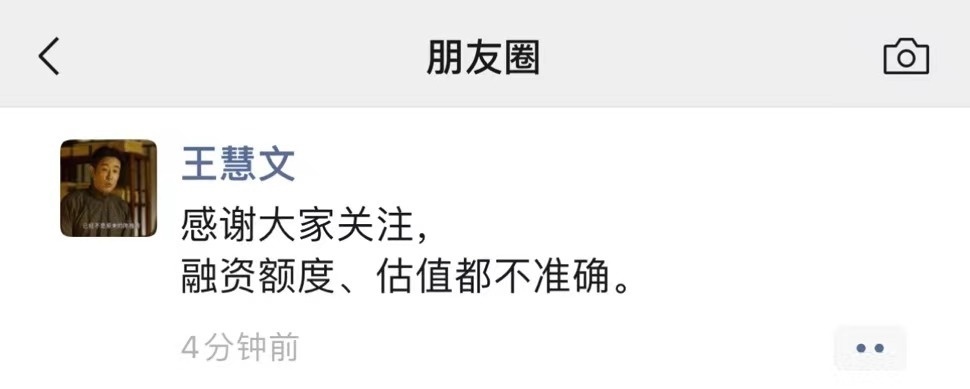 朋友圈
王慧文
感谢大家关注，
融资额度、估值都不准确。
4分钟前